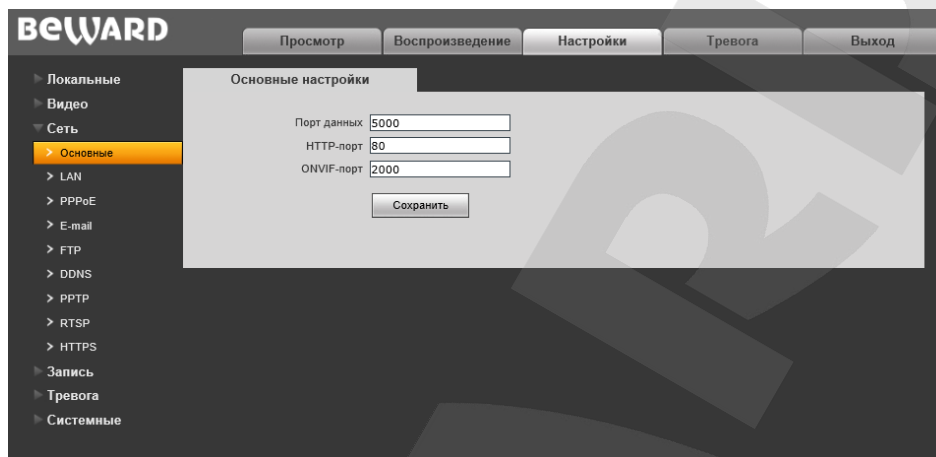 BEWARD
Просмотр
Воспроизведение
Настройки
Тревога
Выход
Локальные
Видео
Сеть
Основные
LAN
PPPoE
E-mail
FTP
DDNS
PPTP
RTSP
HTTPS
Запись
Тревога
Системные
Основные настройки
Порт данных 5000
HTTP-порт 80
ONVIF-порт 2000
Сохранить